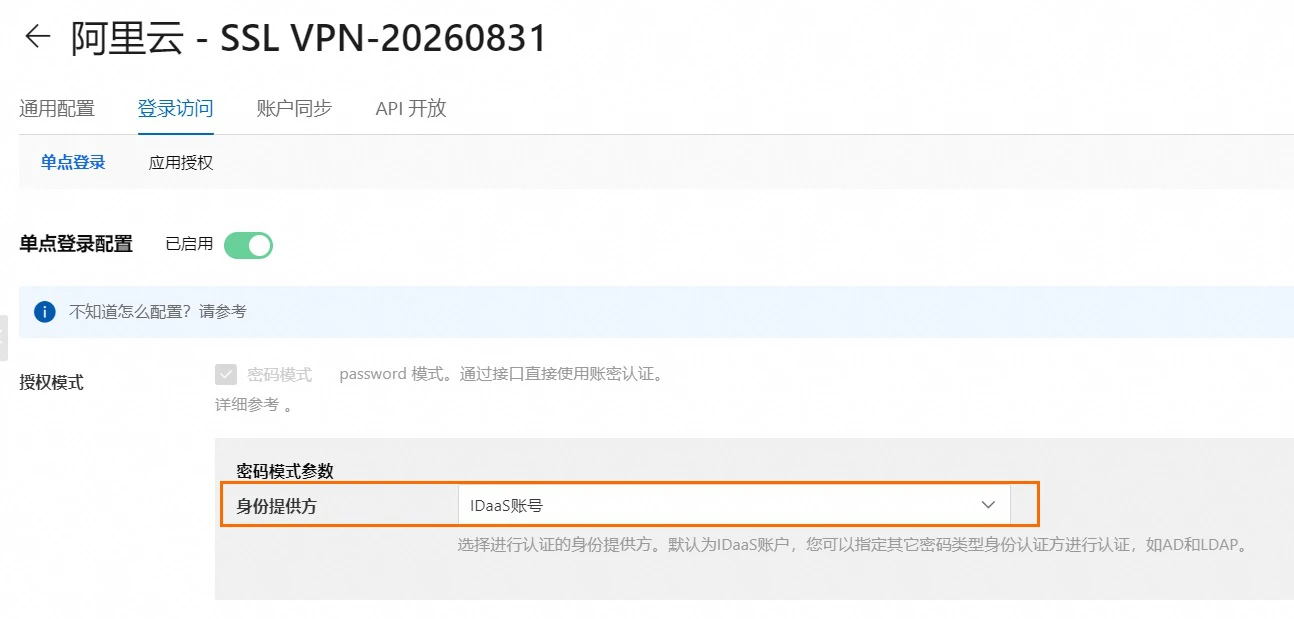 阿里云 - SSL VPN-20260831
通用配置 登录访问 账户同步 API 开放
单点登录 应用授权
单点登录配置 已启用
不知道怎么配置？请参考
授权模式 密码模式 password 模式。通过接口直接使用账密认证。
详细参考 。
密码模式参数
身份提供方 IDaaS账号
选择进行认证的身份提供方。默认为IDaaS账户，您可以指定其它密码类型身份认证方进行认证，如AD和LDAP。